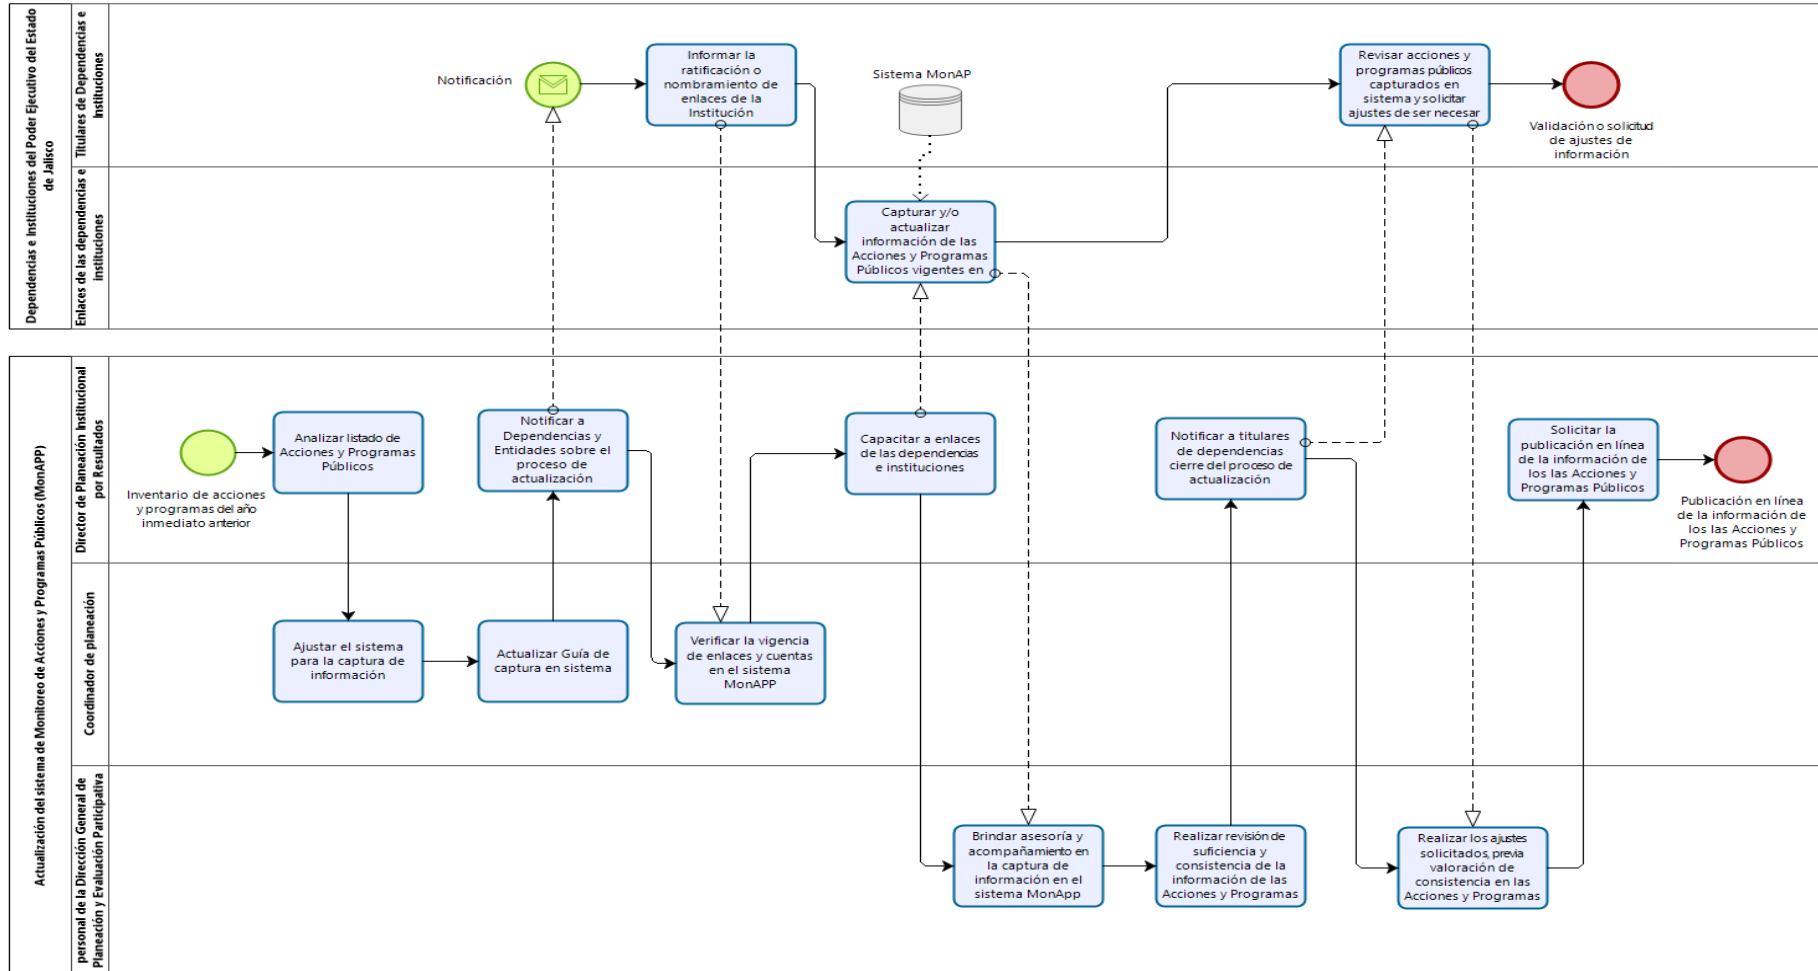 Dependencias e Instituciones del Poder Ejecutivo del Estado
de Jalisco
Titulares de Dependencias e
Instituciones
Notificación
Informar la
ratificación o
nombramiento de
enlaces de la
Institución
Sistema MonAP
Revisar acciones y
programas públicos
capturados en
sistema y solicitar
ajustes de ser necesar
Validación o solicitud
de ajustes de
información
Enlaces de las dependencias e
instituciones
Capturar y/o
actualizar
información de las
Acciones y Programas
Públicos vigentes en
Actualización del sistema de Monitoreo de Acciones y Programas Públicos (MonAPP)
Director de Planeación Institucional
por Resultados
Inventario de acciones
y programas del año
inmediato anterior
Analizar listado de
Acciones y Programas
Públicos
Notificar a
Dependencias y
Entidades sobre el
proceso de
actualización
Capacitar a enlaces
de las dependencias
e instituciones
Notificar a titulares
de dependencias
cierre del proceso de
actualización
Solicitar la
publicación en línea
de la información de
los las Acciones y
Programas Públicos
Publicación en línea
de la información de
los las Acciones y
Programas Públicos
Coordinador de planeación
Ajustar el sistema
para la captura de
información
Actualizar Guía de
captura en sistema
Verificar la vigencia
de enlaces y cuentas
en el sistema
MonAPP
personal de la Dirección General de
Planeación y Evaluación Participativa
Brindar asesoría y
acompañamiento en
la captura de
información en el
sistema MonApp
Realizar revisión de
suficiencia y
consistencia de la
información de las
Acciones y Programas
Realizar los ajustes
solicitados, previa
valoración de
consistencia en las
Acciones y Programas